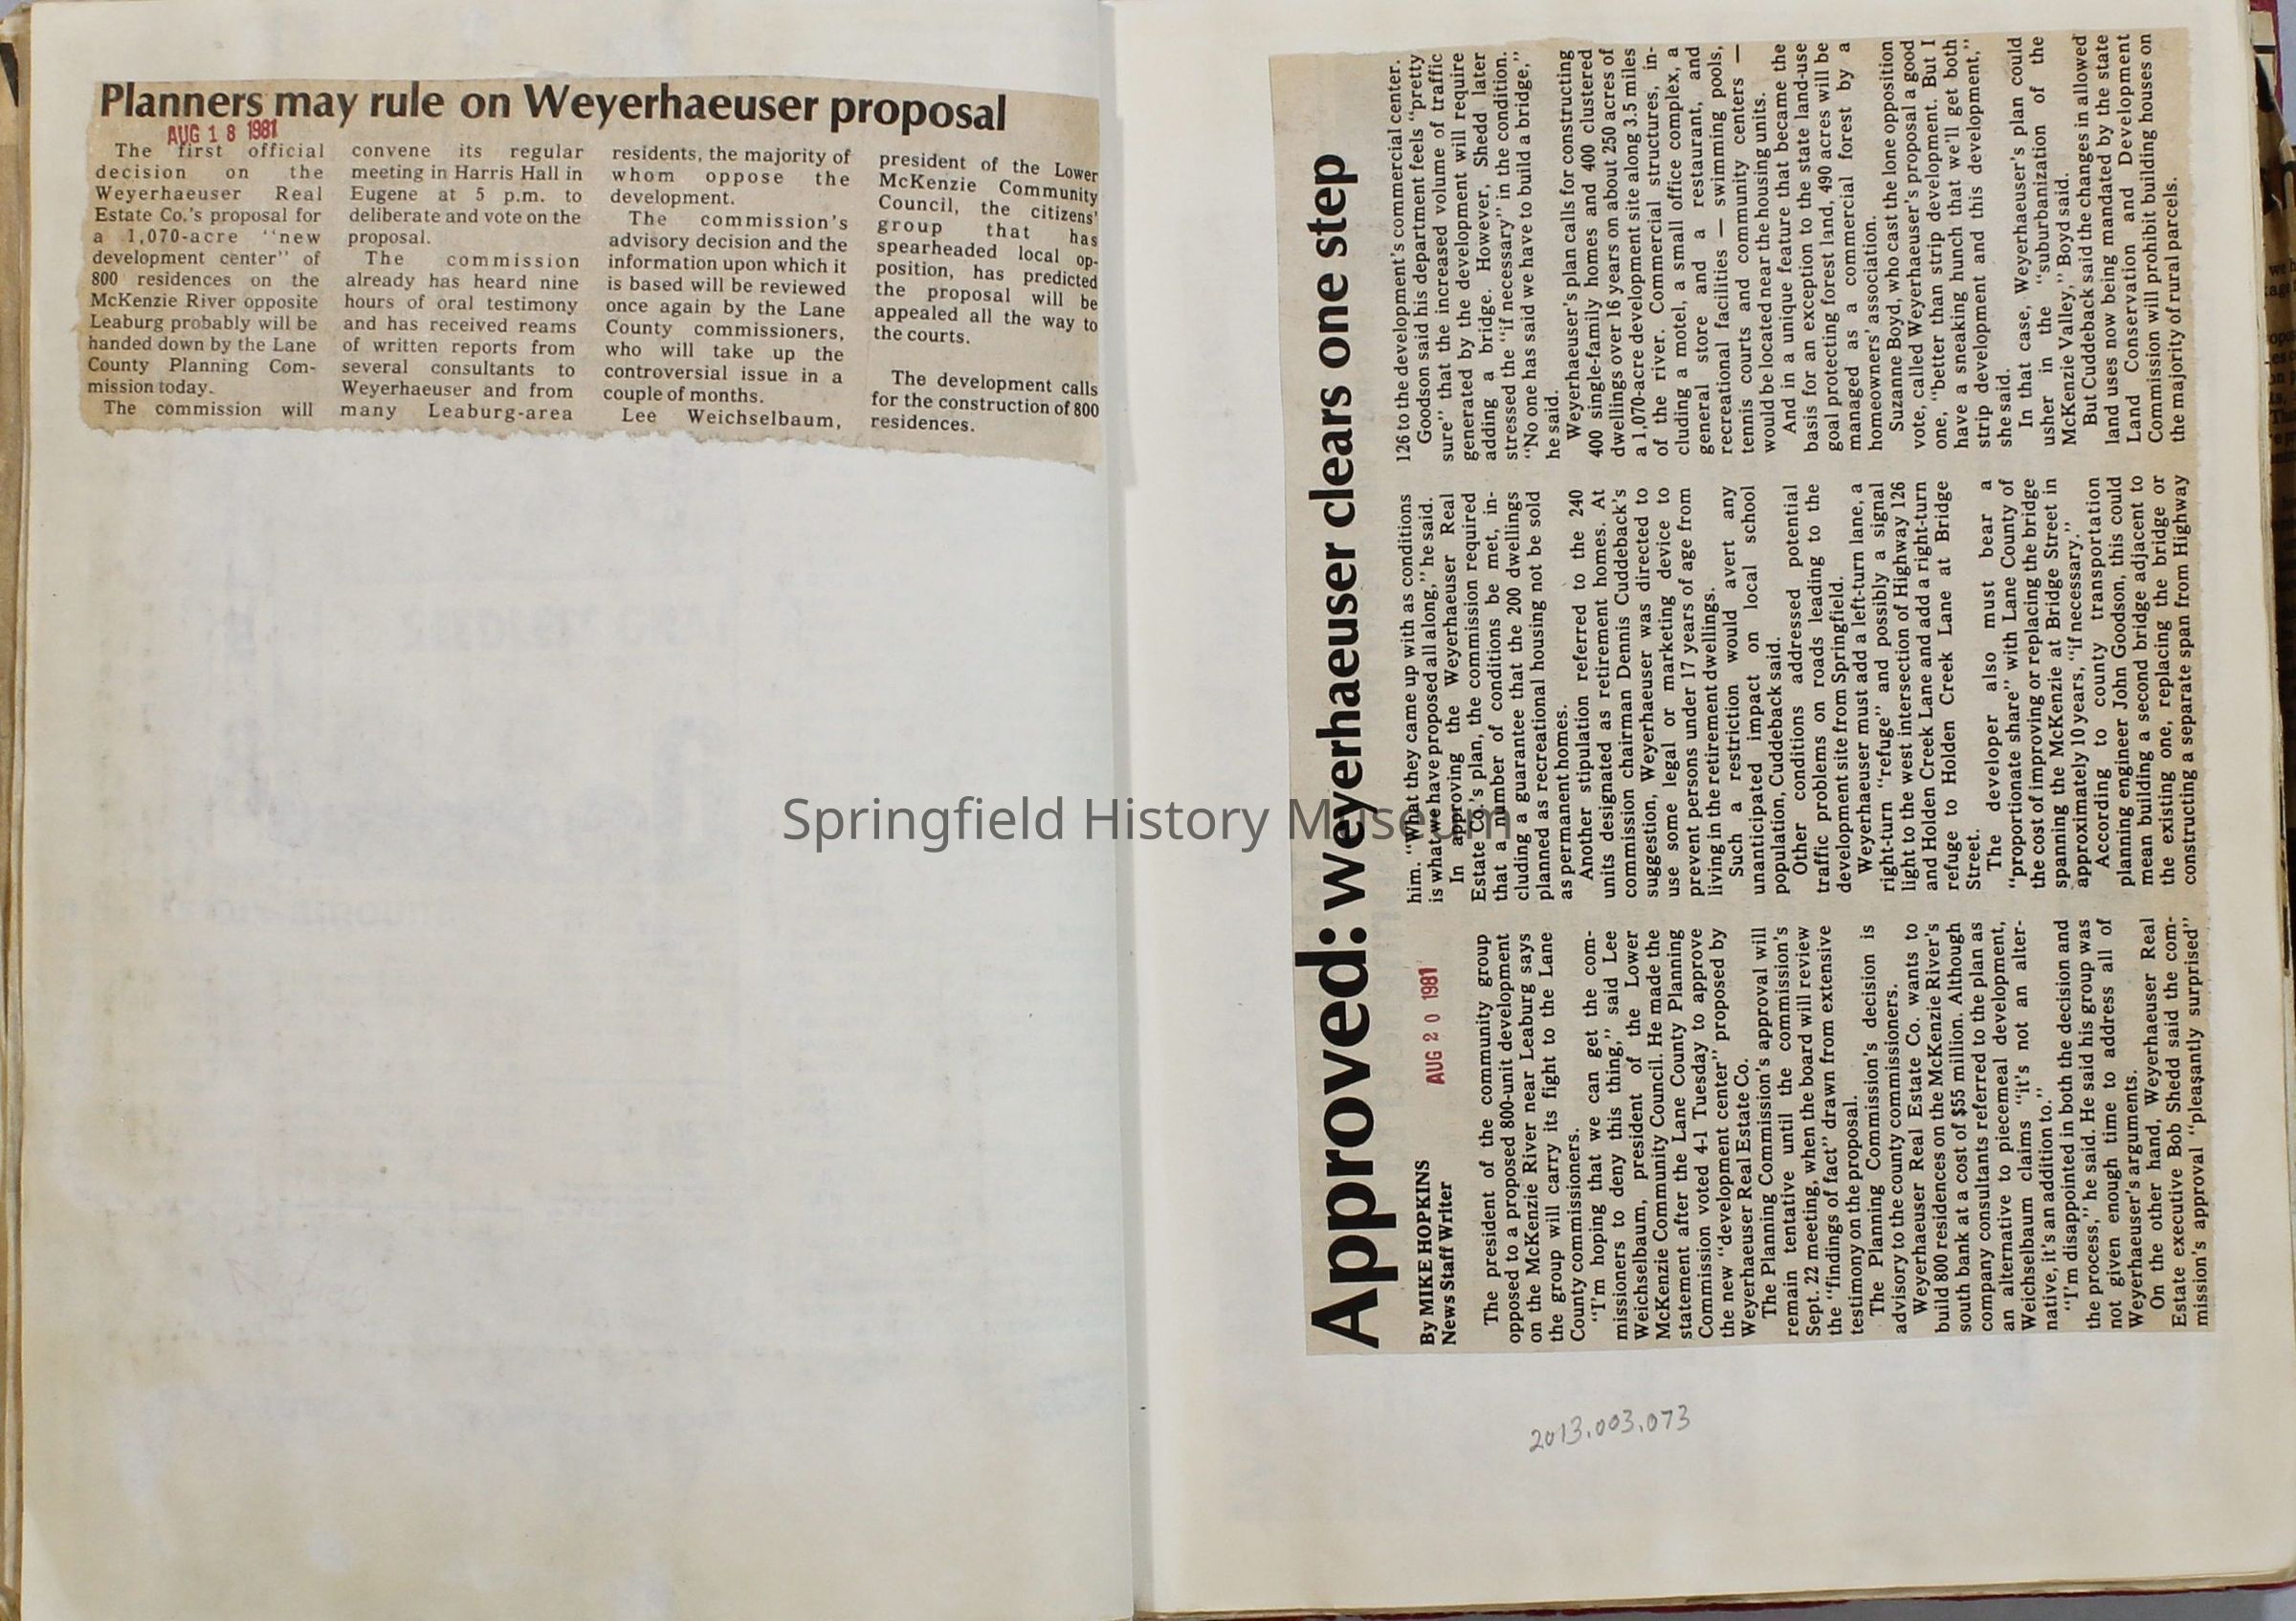 Planners may rule on Weyerhaeuser proposal
AUG 18 1981
The first official
decision on the
Weyerhaeuser Real
Estate Co.'s proposal for
a 1,070-acre "new
development center" of
800 residences on the
McKenzie River opposite
Leaburg probably will be
handed down by the Lane
County Planning Com-
mission today.
The commission will
convene its regular
meeting in Harris Hall in
Eugene at 5 p.m. to
deliberate and vote on the
proposal.
The commission
already has heard nine
hours of oral testimony
and has received reams
of written reports from
several consultants to
Weyerhaeuser and from
many Leaburg-area
residents, the majority of
whom oppose the
development.
The commission's
advisory decision and the
information upon which it
is based will be reviewed
once again by the Lane
County commissioners,
who will take up the
controversial issue in a
couple of months.
Lee Weichselbaum,
president of the Lower
McKenzie Community
Council, the citizens'
group that has
spearheaded local op-
position, has predicted
the proposal will be
appealed all the way to
the courts.
The development calls
for the construction of 800
residences.
Approved: Weyerhaeuser clears one step
By MIKE HOPKINS
News Staff Writer
AUG 20 1981
The president of the community group
opposed to a proposed 800-unit development
on the McKenzie River near Leaburg says
the group will carry its fight to the Lane
County commissioners.
"I'm hoping that we can get the com-
missioners to deny this thing," said Lee
Weichselbaum, president of the Lower
McKenzie Community Council. He made the
statement after the Lane County Planning
Commission voted 4-1 Tuesday to approve
the new "development center" proposed by
Weyerhaeuser Real Estate Co.
The Planning Commission's approval will
remain tentative until the commission's
Sept. 22 meeting, when the board will review
the "findings of fact" drawn from extensive
testimony on the proposal.
The Planning Commission's decision is
advisory to the county commissioners.
Weyerhaeuser Real Estate Co. wants to
build 800 residences on the McKenzie River's
south bank at a cost of $55 million. Although
company consultants referred to the plan as
an alternative to piecemeal development,
Weichselbaum claims "it's not an alter-
native, it's an addition to."
"I'm disappointed in both the decision and
the process," he said. He said his group was
not given enough time to address all of
Weyerhaeuser's arguments.
On the other hand, Weyerhaeuser Real
Estate executive Bob Shedd said the com-
mission's approval "pleasantly surprised"
him. "What they came up with as conditions
is what we have proposed all along," he said.
In approving the Weyerhaeuser Real
Estate Co.'s plan, the commission required
that a number of conditions be met, in-
cluding a guarantee that the 200 dwellings
planned as recreational housing not be sold
as permanent homes.
Another stipulation referred to the 240
units designated as retirement homes. At
commission chairman Dennis Cuddeback's
suggestion, Weyerhaeuser was directed to
use some legal or marketing device to
prevent persons under 17 years of age from
living in the retirement dwellings.
Such a restriction would avert any
unanticipated impact on local school
population, Cuddeback said.
Other conditions addressed potential
traffic problems on roads leading to the
development site from Springfield.
Weyerhaeuser must add a left-turn lane, a
right-turn "refuge" and possibly a signal
light to the west intersection of Highway 126
and Holden Creek Lane and add a right-turn
refuge to Holden Creek Lane at Bridge
Street.
The developer also must bear a
"proportionate share" with Lane County of
the cost of improving or replacing the bridge
spanning the McKenzie at Bridge Street in
approximately 10 years, "if necessary."
According to county transportation
planning engineer John Goodson, this could
mean building a second bridge adjacent to
the existing one, replacing the bridge or
constructing a separate span from Highway
126 to the development's commercial center.
Goodson said his department feels "pretty
sure" that the increased volume of traffic
generated by the development will require
adding a bridge. However, Shedd later
stressed the "if necessary" in the condition.
"No one has said we have to build a bridge,"
he said.
Weyerhaeuser's plan calls for constructing
400 single-family homes and 400 clustered
dwellings over 16 years on about 250 acres of
a 1,070-acre development site along 3.5 miles
of the river. Commercial structures, in-
cluding a motel, a small office complex, a
general store and a restaurant, and
recreational facilities — swimming pools,
tennis courts and community centers —
would be located near the housing units.
And in a unique feature that became the
basis for an exception to the state land-use
goal protecting forest land, 490 acres will be
managed as a commercial forest by a
homeowners' association.
Suzanne Boyd, who cast the lone opposition
vote, called Weyerhaeuser's proposal a good
one, "better than strip development. But I
have a sneaking hunch that we'll get both
strip development and this development,"
she said.
In that case, Weyerhaeuser's plan could
usher in the "suburbanization of the
McKenzie Valley," Boyd said.
But Cuddeback said the changes in allowed
land uses now being mandated by the state
Land Conservation and Development
Commission will prohibit building houses on
the majority of rural parcels.
2013.003.073
Springfield History Museum